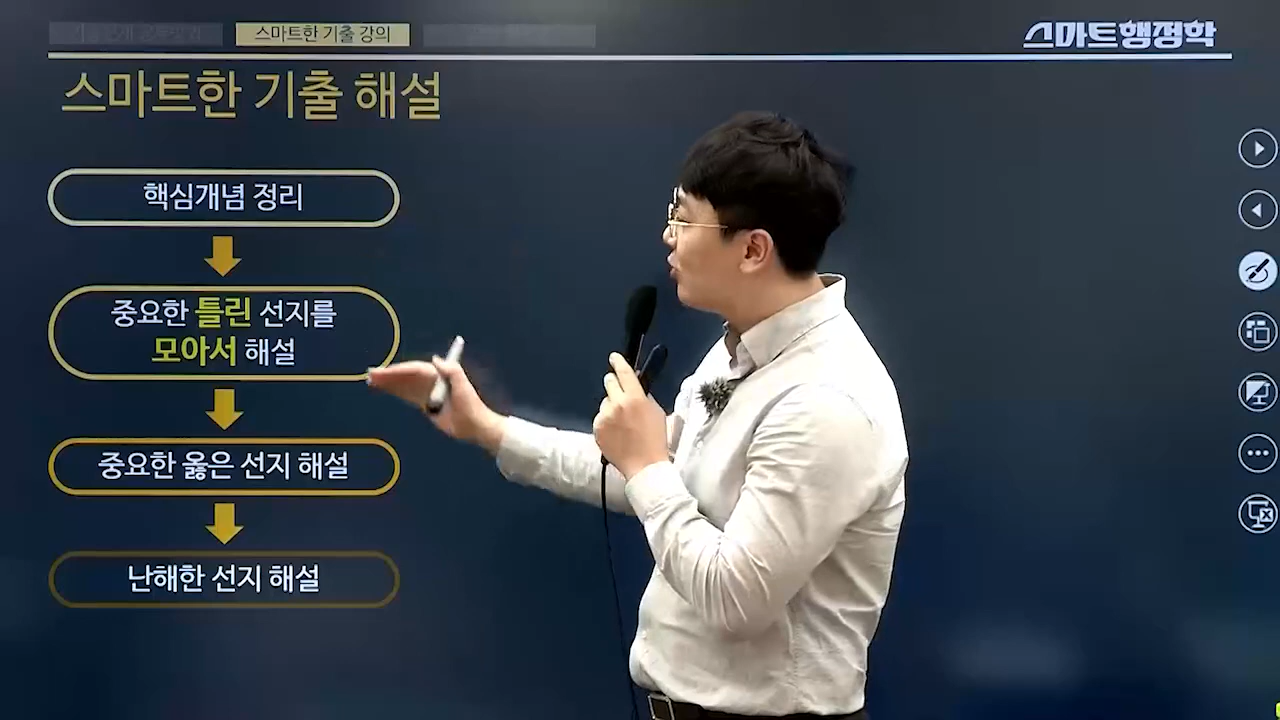 스마트한 기출 강의
스마트행정학
스마트한 기출 해설
핵심개념 정리
중요한 틀린 선지를
모아서 해설
중요한 옳은 선지 해설
난해한 선지 해설